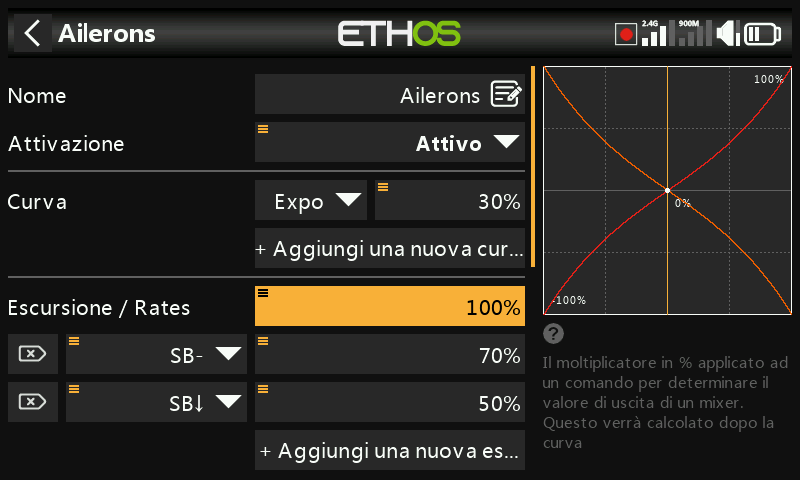 Ailerons
ETHOS
2.4G
900M
Nome
Ailerons
Attivazione
Attivo
Curva
Expo
30%
+ Aggiungi una nuova cur...
Escursione / Rates
100%
SB-
70%
SB↓
50%
+ Aggiungi una nuova es...
100%
0%
-100%
?
Il moltiplicatore in % applicato ad
un comando per determinare il
valore di uscita di un mixer.
Questo verrà calcolato dopo la
curva